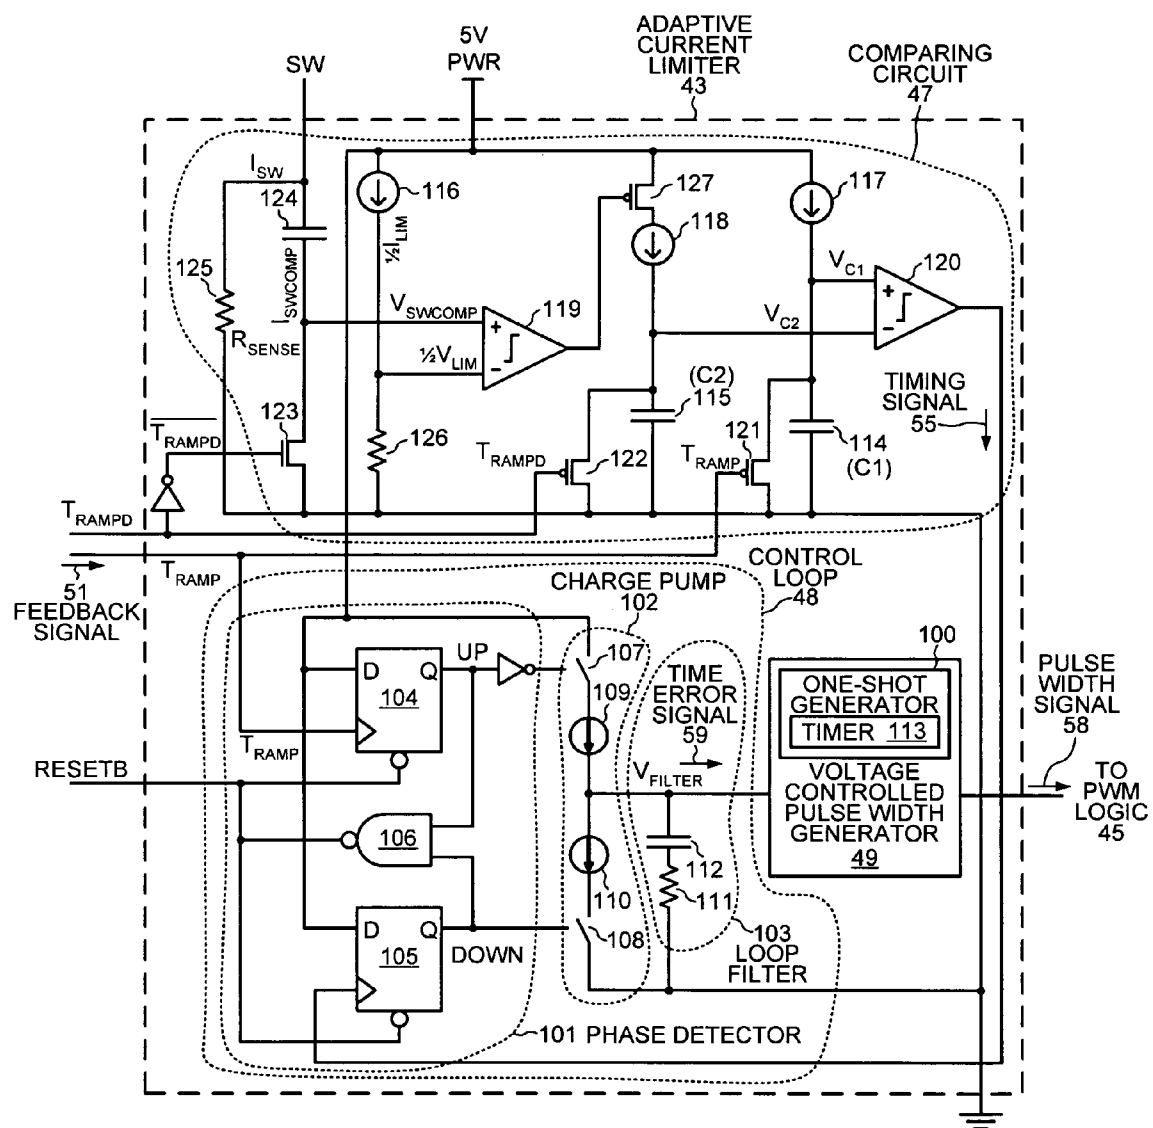 ADAPTIVE
CURRENT
LIMITER
43
COMPARING
CIRCUIT
47
5V
PWR
SW
I_SW
124
116
127
117
½I_LIM
118
125
I_SWCOMP
V_C1
120
V_SWCOMP
119
V_C2
R_SENSE
½V_LIM
(C2)
115
TIMING
SIGNAL
55
123
T_RAMPD
126
T_RAMPD
122
121
T_RAMP
114
(C1)
T_RAMPD
T_RAMP
51
FEEDBACK
SIGNAL
CONTROL
LOOP
48
CHARGE PUMP
102
UP
107
D Q
104
T_RAMP
109
TIME
ERROR
SIGNAL
59
100
ONE-SHOT
GENERATOR
TIMER 113
PULSE
WIDTH
SIGNAL
58
RESETB
V_FILTER
VOLTAGE
CONTROLLED
PULSE WIDTH
GENERATOR
49
TO
PWM
LOGIC
45
106
112
110
111
D Q
105
DOWN
108
103
LOOP
FILTER
101 PHASE DETECTOR